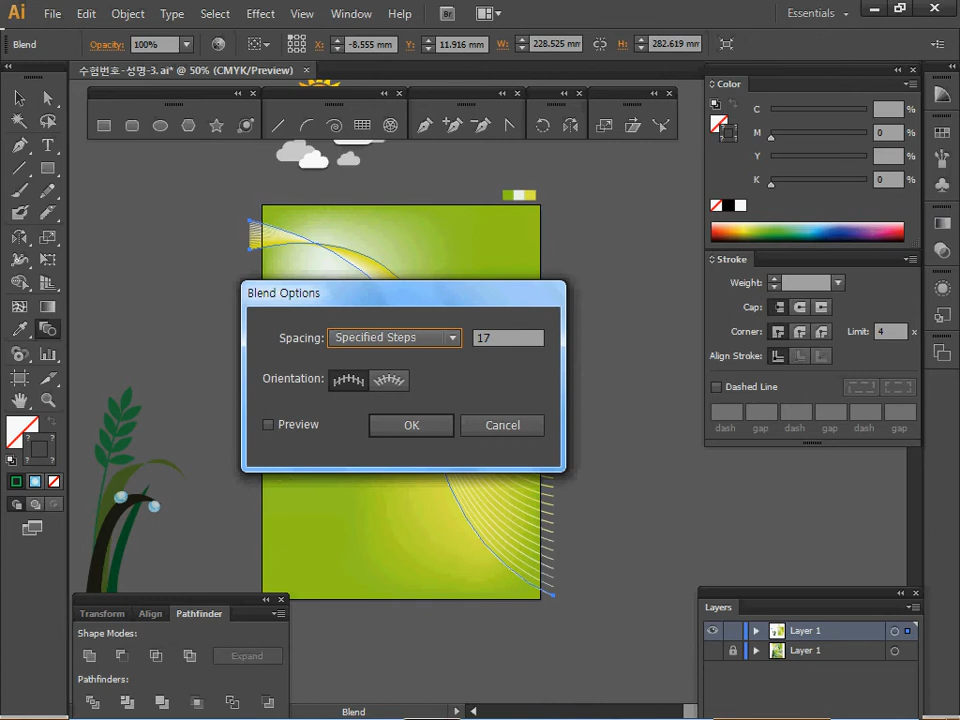 Ai File Edit Object Type Select Effect View Window Help Br Essentials
Blend Opacity: 100% X: -8.555 mm Y: 11.916 mm W: 228.525 mm H: 282.619 mm
수험번호-성명-3.ai* @ 50% (CMYK/Preview)
Color
C %
M 0 %
Y %
K 0 %
Stroke
Weight:
Cap:
Corner: Limit: 4 x
Align Stroke:
Dashed Line
dash gap dash gap dash gap
Blend Options
Spacing: Specified Steps 17
Orientation:
Preview OK Cancel
Transform Align Pathfinder
Shape Modes:
Expand
Pathfinders:
Layers
Layer 1
Layer 1
Blend